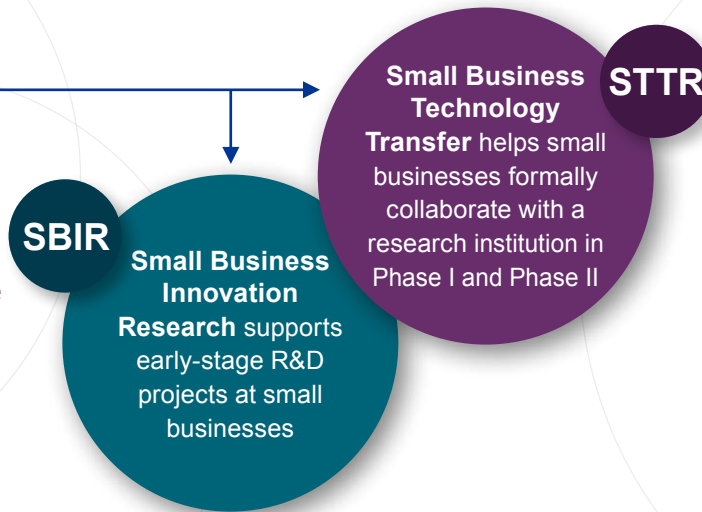 SBIR
Small Business
Innovation
Research supports
early-stage R&D
projects at small
businesses
Small Business
Technology
Transfer helps small
businesses formally
collaborate with a
research institution in
Phase I and Phase II
STTR